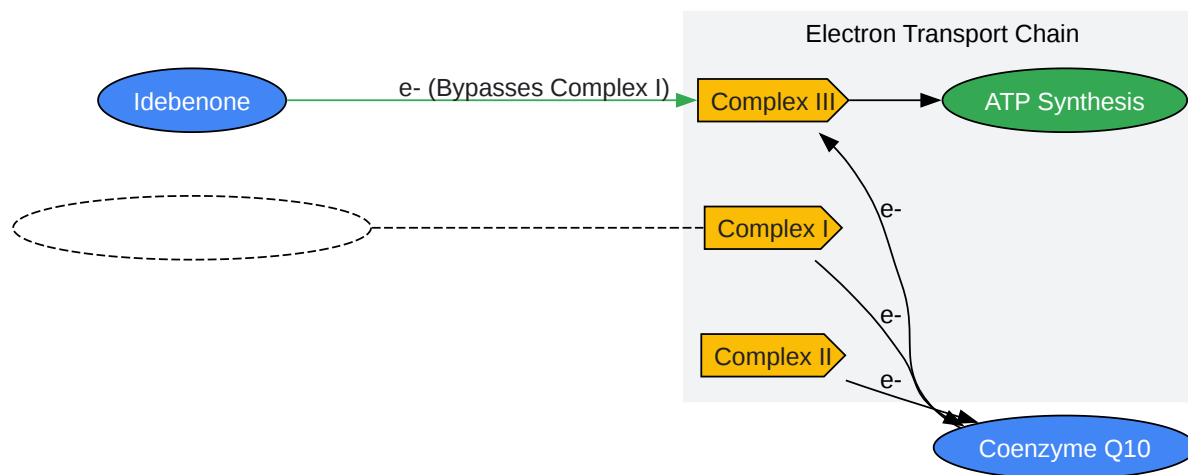 Electron Transport Chain
Idebenone
e- (Bypasses Complex I)
Complex III
ATP Synthesis
e-
Complex I
e-
Complex II
e-
Coenzyme Q10